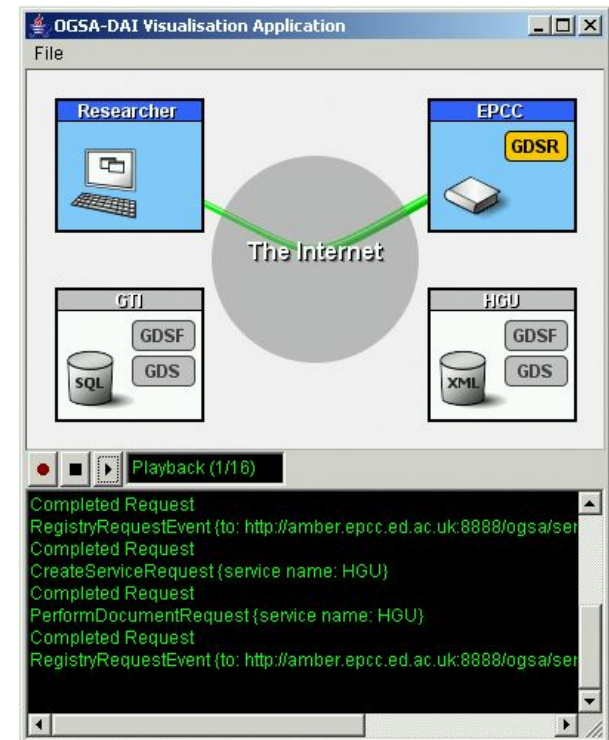 OGSA-DAI Visualisation Application
File
Researcher
EPCC
GDSR
The Internet
GTI
GDSF
GDS
SQL
HGU
GDSF
GDS
XML
Playback (1/16)
Completed Request
RegistryRequestEvent {to: http://amber.epcc.ed.ac.uk:8888/ogsa/ser
Completed Request
CreateServiceRequest {service name: HGU}
Completed Request
PerformDocumentRequest {service name: HGU}
Completed Request
RegistryRequestEvent {to: http://amber.epcc.ed.ac.uk:8888/ogsa/ser